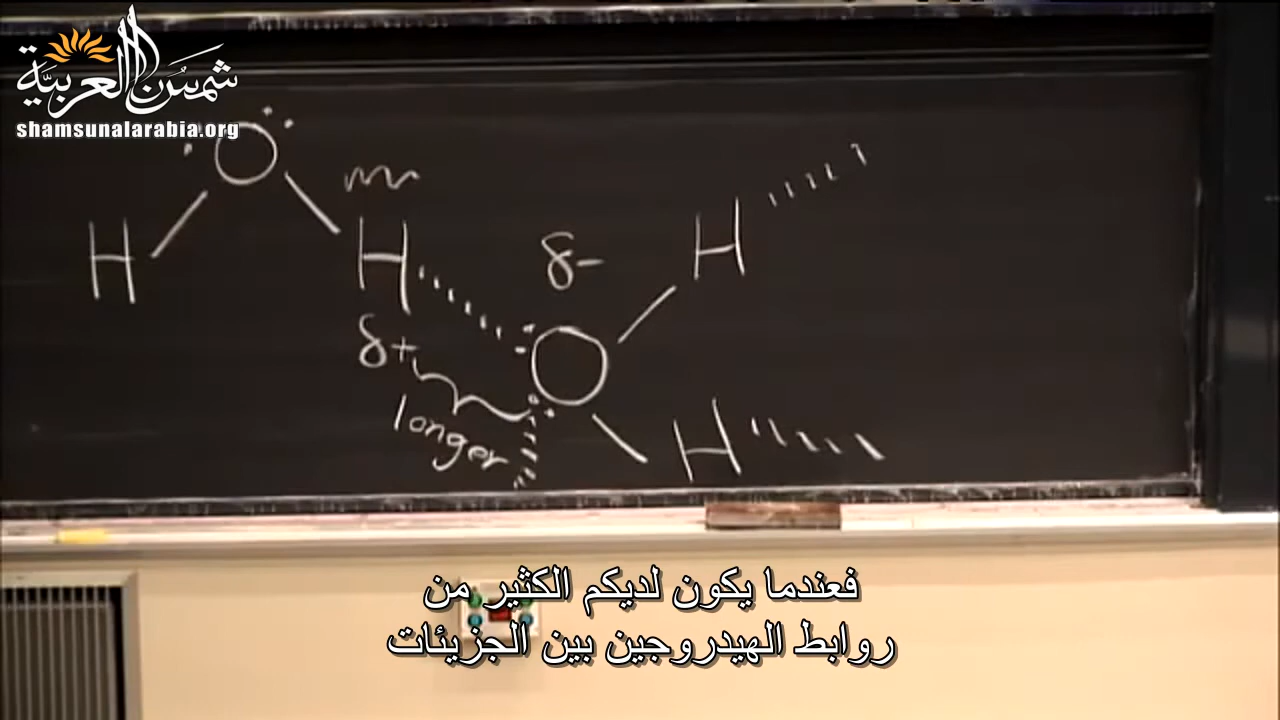 شمس العربية
shamsunalarabia.org
O
H
H
δ-
H
δ+
O
longer
H
فعندما يكون لديكم الكثير من
روابط الهيدروجين بين الجزيئات